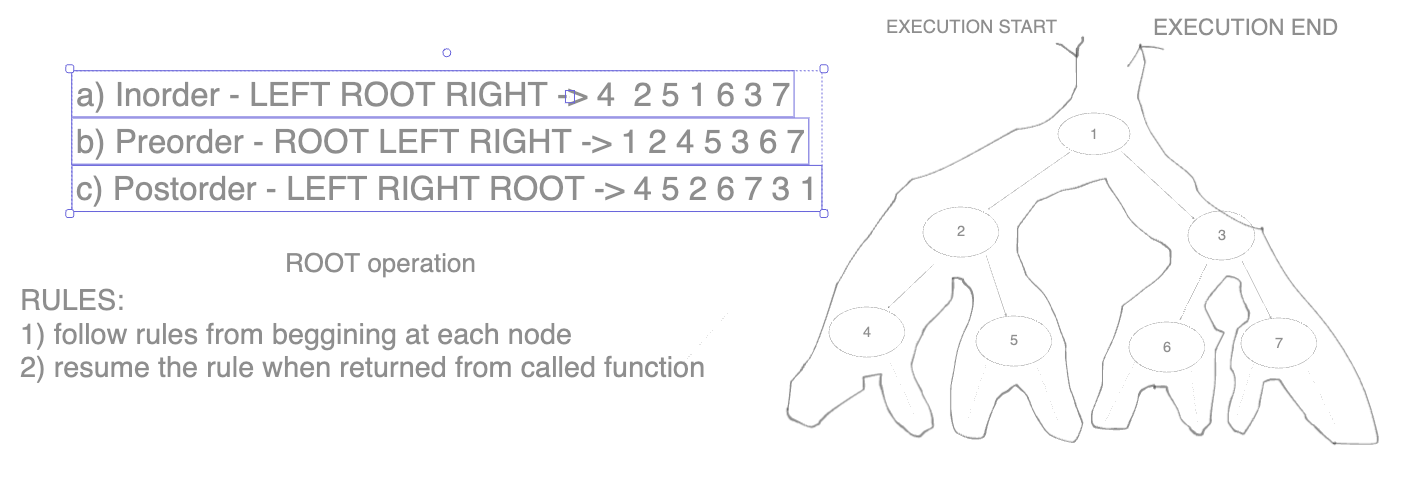 EXECUTION START
EXECUTION END
a) Inorder - LEFT ROOT RIGHT -> 4 2 5 1 6 3 7
b) Preorder - ROOT LEFT RIGHT -> 1 2 4 5 3 6 7
c) Postorder - LEFT RIGHT ROOT -> 4 5 2 6 7 3 1
ROOT operation
RULES:
1) follow rules from beggining at each node
2) resume the rule when returned from called function
1
2
3
4
5
6
7